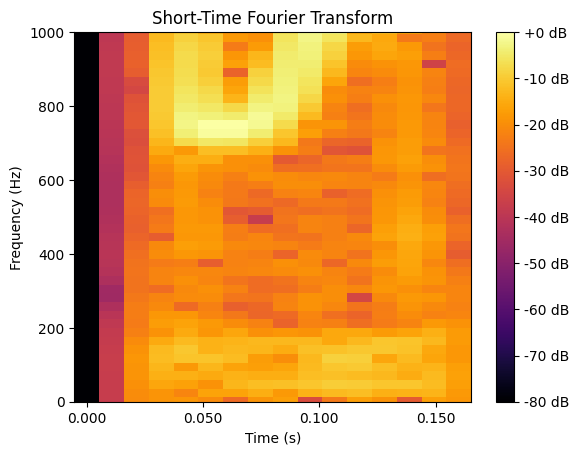 Short-Time Fourier Transform
1000
800
600
400
200
0
Frequency (Hz)
0.000
0.050
0.100
0.150
Time (s)
+0 dB
-10 dB
-20 dB
-30 dB
-40 dB
-50 dB
-60 dB
-70 dB
-80 dB